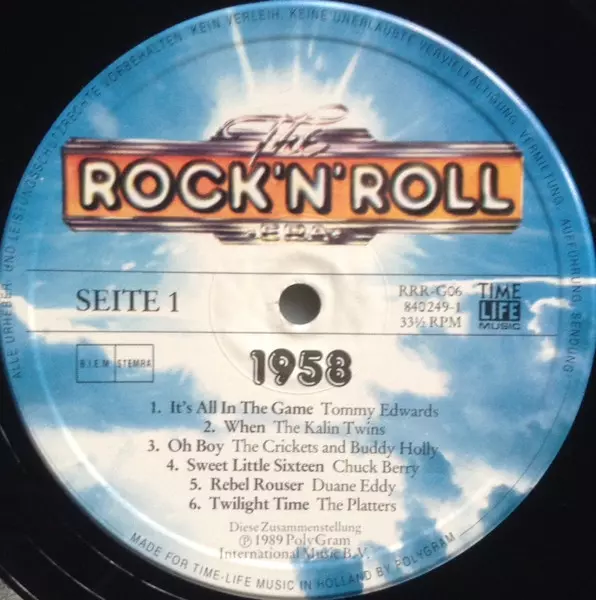 ALLE URHEBER- UND LEISTUNGSSCHUTZRECHTE VORBEHALTEN. KEIN VERLEIH, KEINE UNERLAUBTE VERVIELFÄLTIGUNG, VERMIETUNG, AUFFÜHRUNG, SENDUNG
The
ROCK'N'ROLL
ERA
SEITE 1
RRR-G06
840 249-1
33⅓ RPM
TIME
LIFE
MUSIC
B.I.E.M.
STEMRA
1958
1. It's All In The Game Tommy Edwards
2. When The Kalin Twins
3. Oh Boy The Crickets and Buddy Holly
4. Sweet Little Sixteen Chuck Berry
5. Rebel Rouser Duane Eddy
6. Twilight Time The Platters
Diese Zusammenstellung
Ⓟ 1989 PolyGram
International Music B.V.
MADE FOR TIME-LIFE MUSIC IN HOLLAND BY POLYGRAM